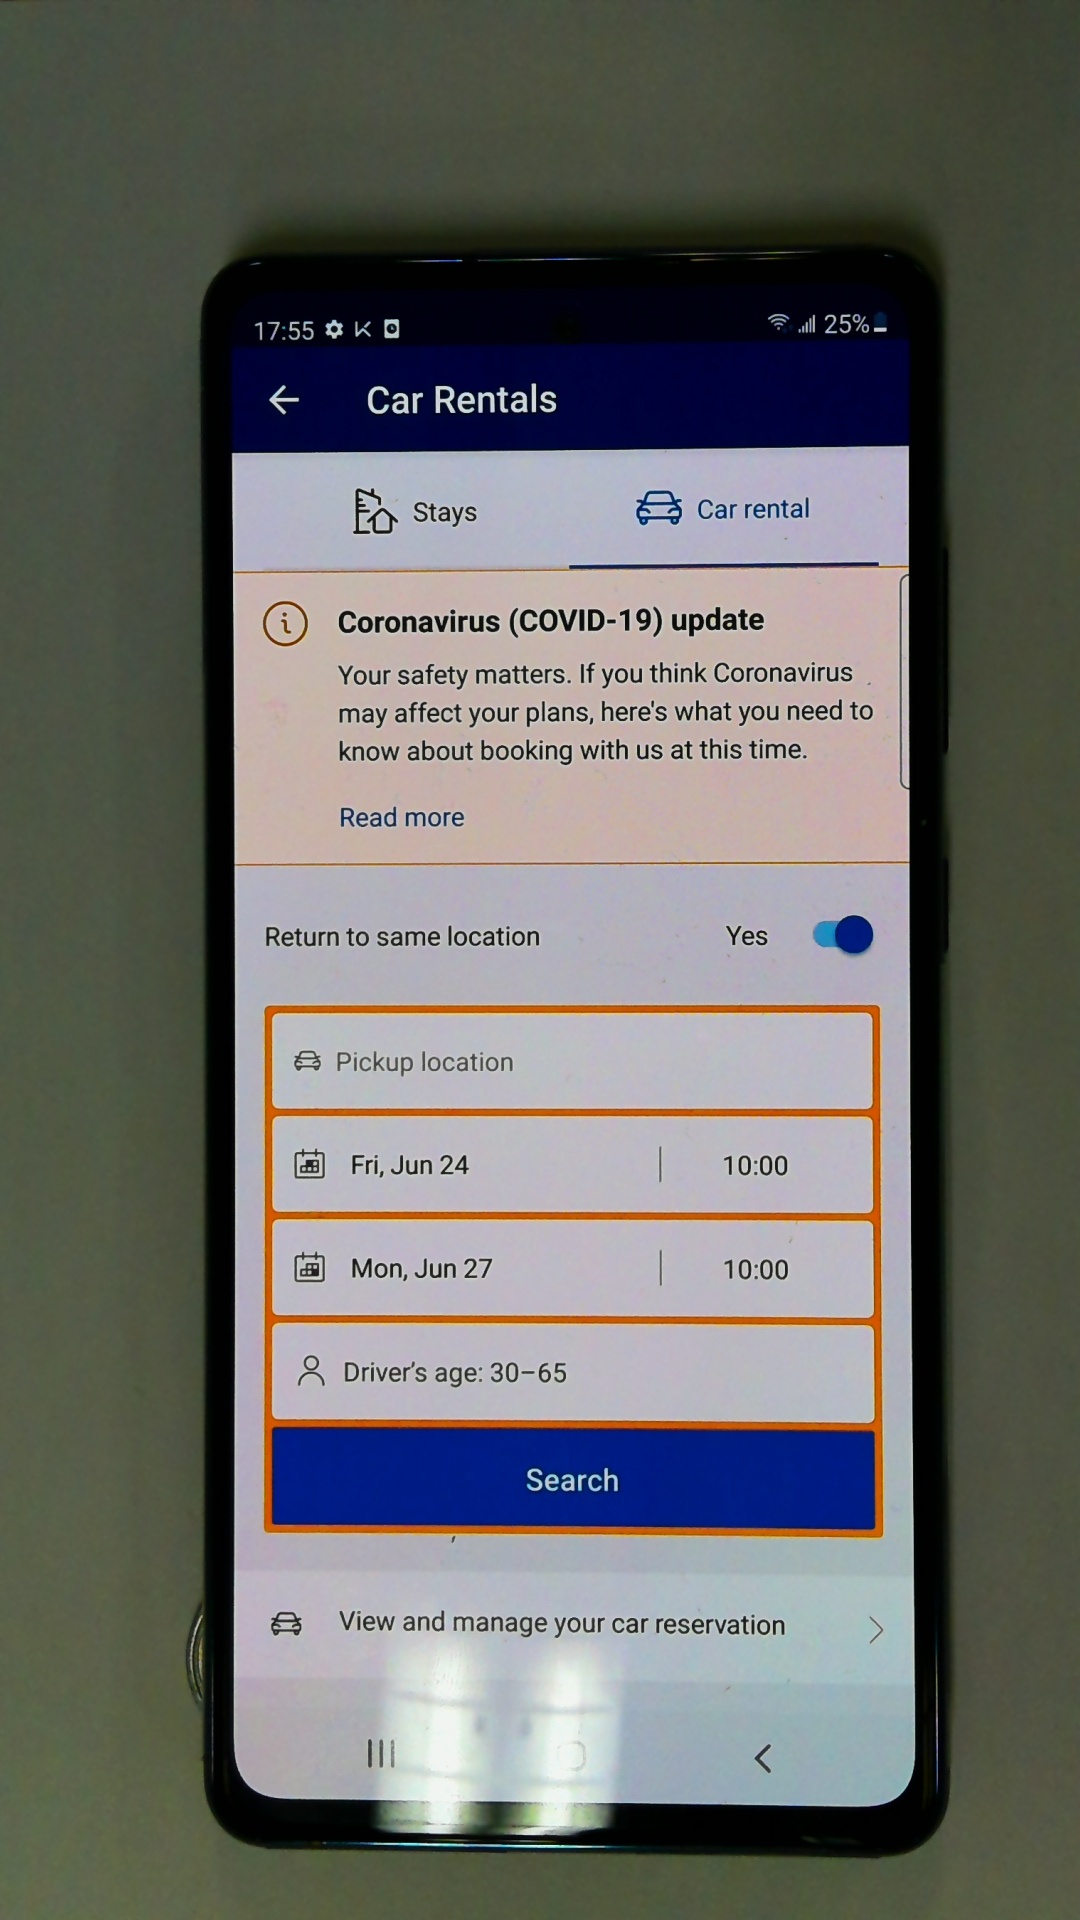 17:55 25%
Car Rentals
Stays Car rental
Coronavirus (COVID-19) update
Your safety matters. If you think Coronavirus
may affect your plans, here's what you need to
know about booking with us at this time.
Read more
Return to same location Yes
Pickup location
Fri, Jun 24 | 10:00
Mon, Jun 27 | 10:00
Driver's age: 30–65
Search
View and manage your car reservation